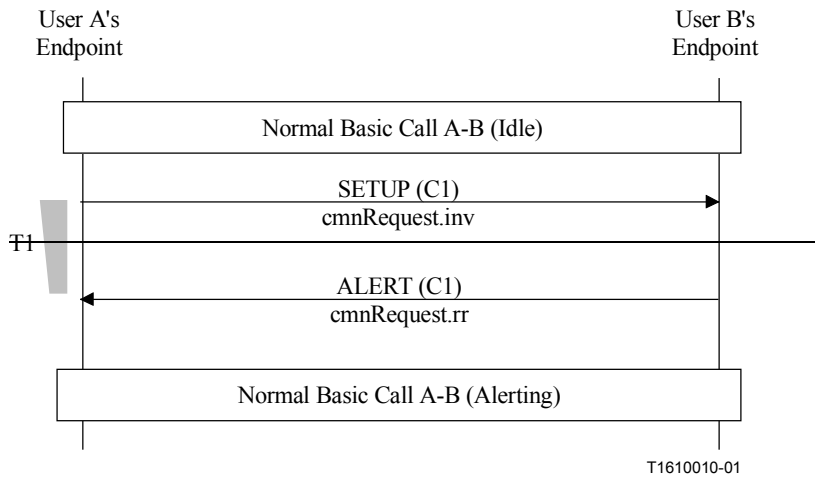 User A's
Endpoint
User B's
Endpoint
Normal Basic Call A-B (Idle)
SETUP (C1)
cmnRequest.inv
T1
ALERT (C1)
cmnRequest.rr
Normal Basic Call A-B (Alerting)
T1610010-01